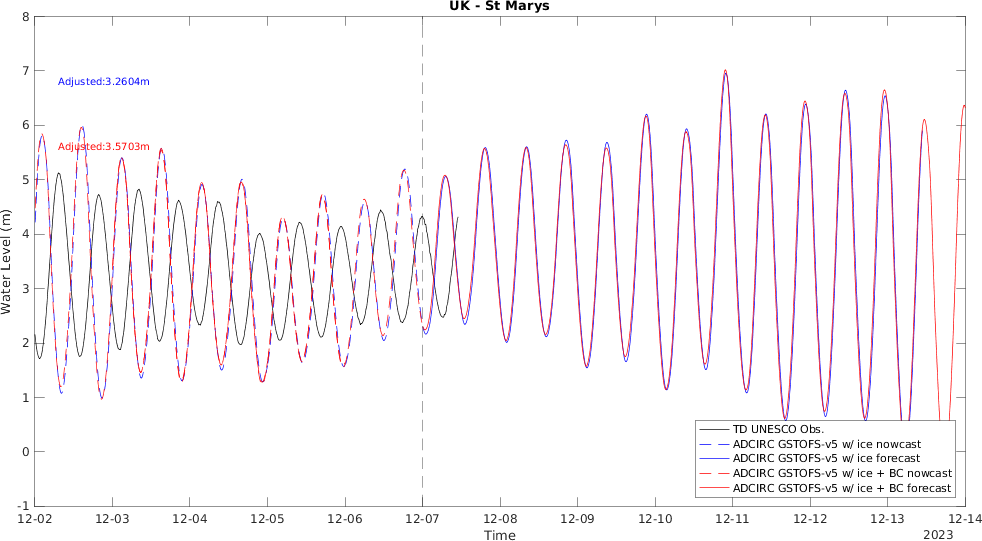 UK - St Marys
8
7
6
5
4
3
2
1
0
-1
Water Level (m)
Adjusted:3.2604m
Adjusted:3.5703m
TD UNESCO Obs.
ADCIRC GSTOFS-v5 w/ ice nowcast
ADCIRC GSTOFS-v5 w/ ice forecast
ADCIRC GSTOFS-v5 w/ ice + BC nowcast
ADCIRC GSTOFS-v5 w/ ice + BC forecast
12-02 12-03 12-04 12-05 12-06 12-07 12-08 12-09 12-10 12-11 12-12 12-13 12-14
Time
2023